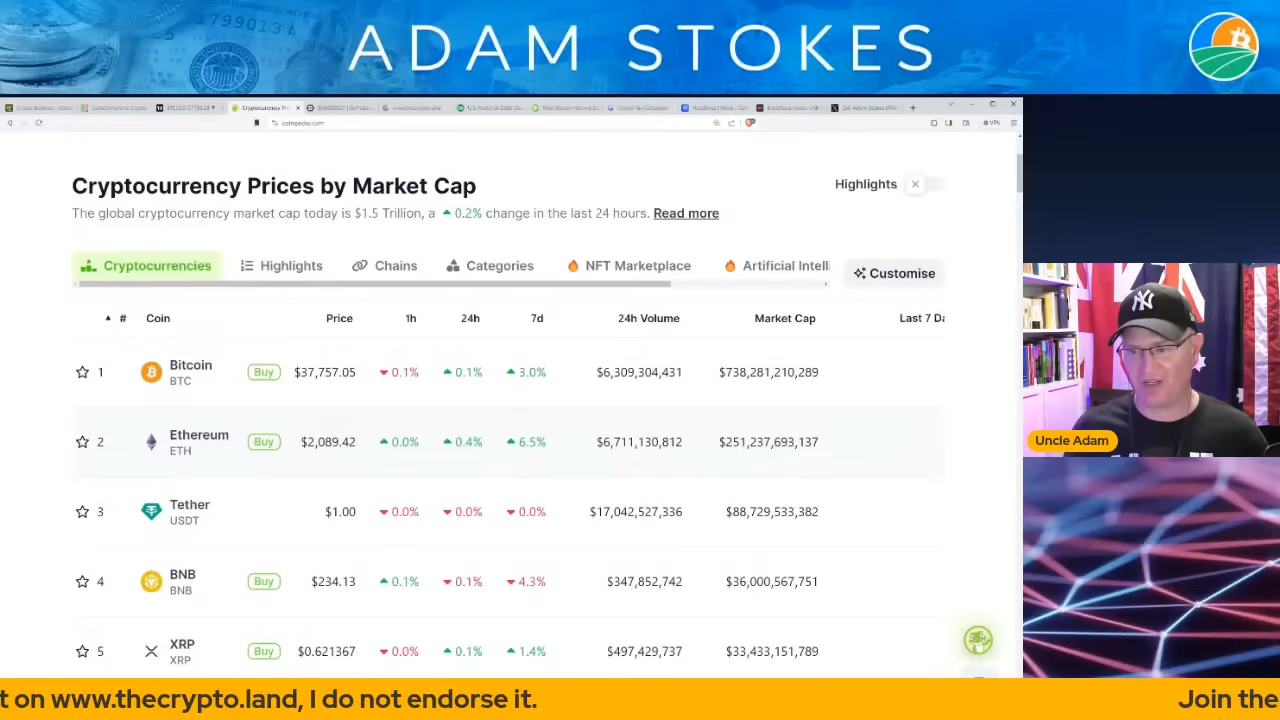 ADAM STOKES
coingecko.com
VPN
Cryptocurrency Prices by Market Cap
Highlights
The global cryptocurrency market cap today is $1.5 Trillion, a 0.2% change in the last 24 hours. Read more
Cryptocurrencies Highlights Chains Categories NFT Marketplace Artificial Intelli Customise
# Coin Price 1h 24h 7d 24h Volume Market Cap Last 7 Da
1 Bitcoin BTC Buy $37,757.05 0.1% 0.1% 3.0% $6,309,304,431 $738,281,210,289
2 Ethereum ETH Buy $2,089.42 0.0% 0.4% 6.5% $6,711,130,812 $251,237,693,137
3 Tether USDT $1.00 0.0% 0.0% 0.0% $17,042,527,336 $88,729,533,382
4 BNB BNB Buy $234.13 0.1% 0.1% 4.3% $347,852,742 $36,000,567,751
5 XRP XRP Buy $0.621367 0.0% 0.1% 1.4% $497,429,737 $33,433,151,789
NY
Uncle Adam
t on www.thecrypto.land, I do not endorse it. Join the